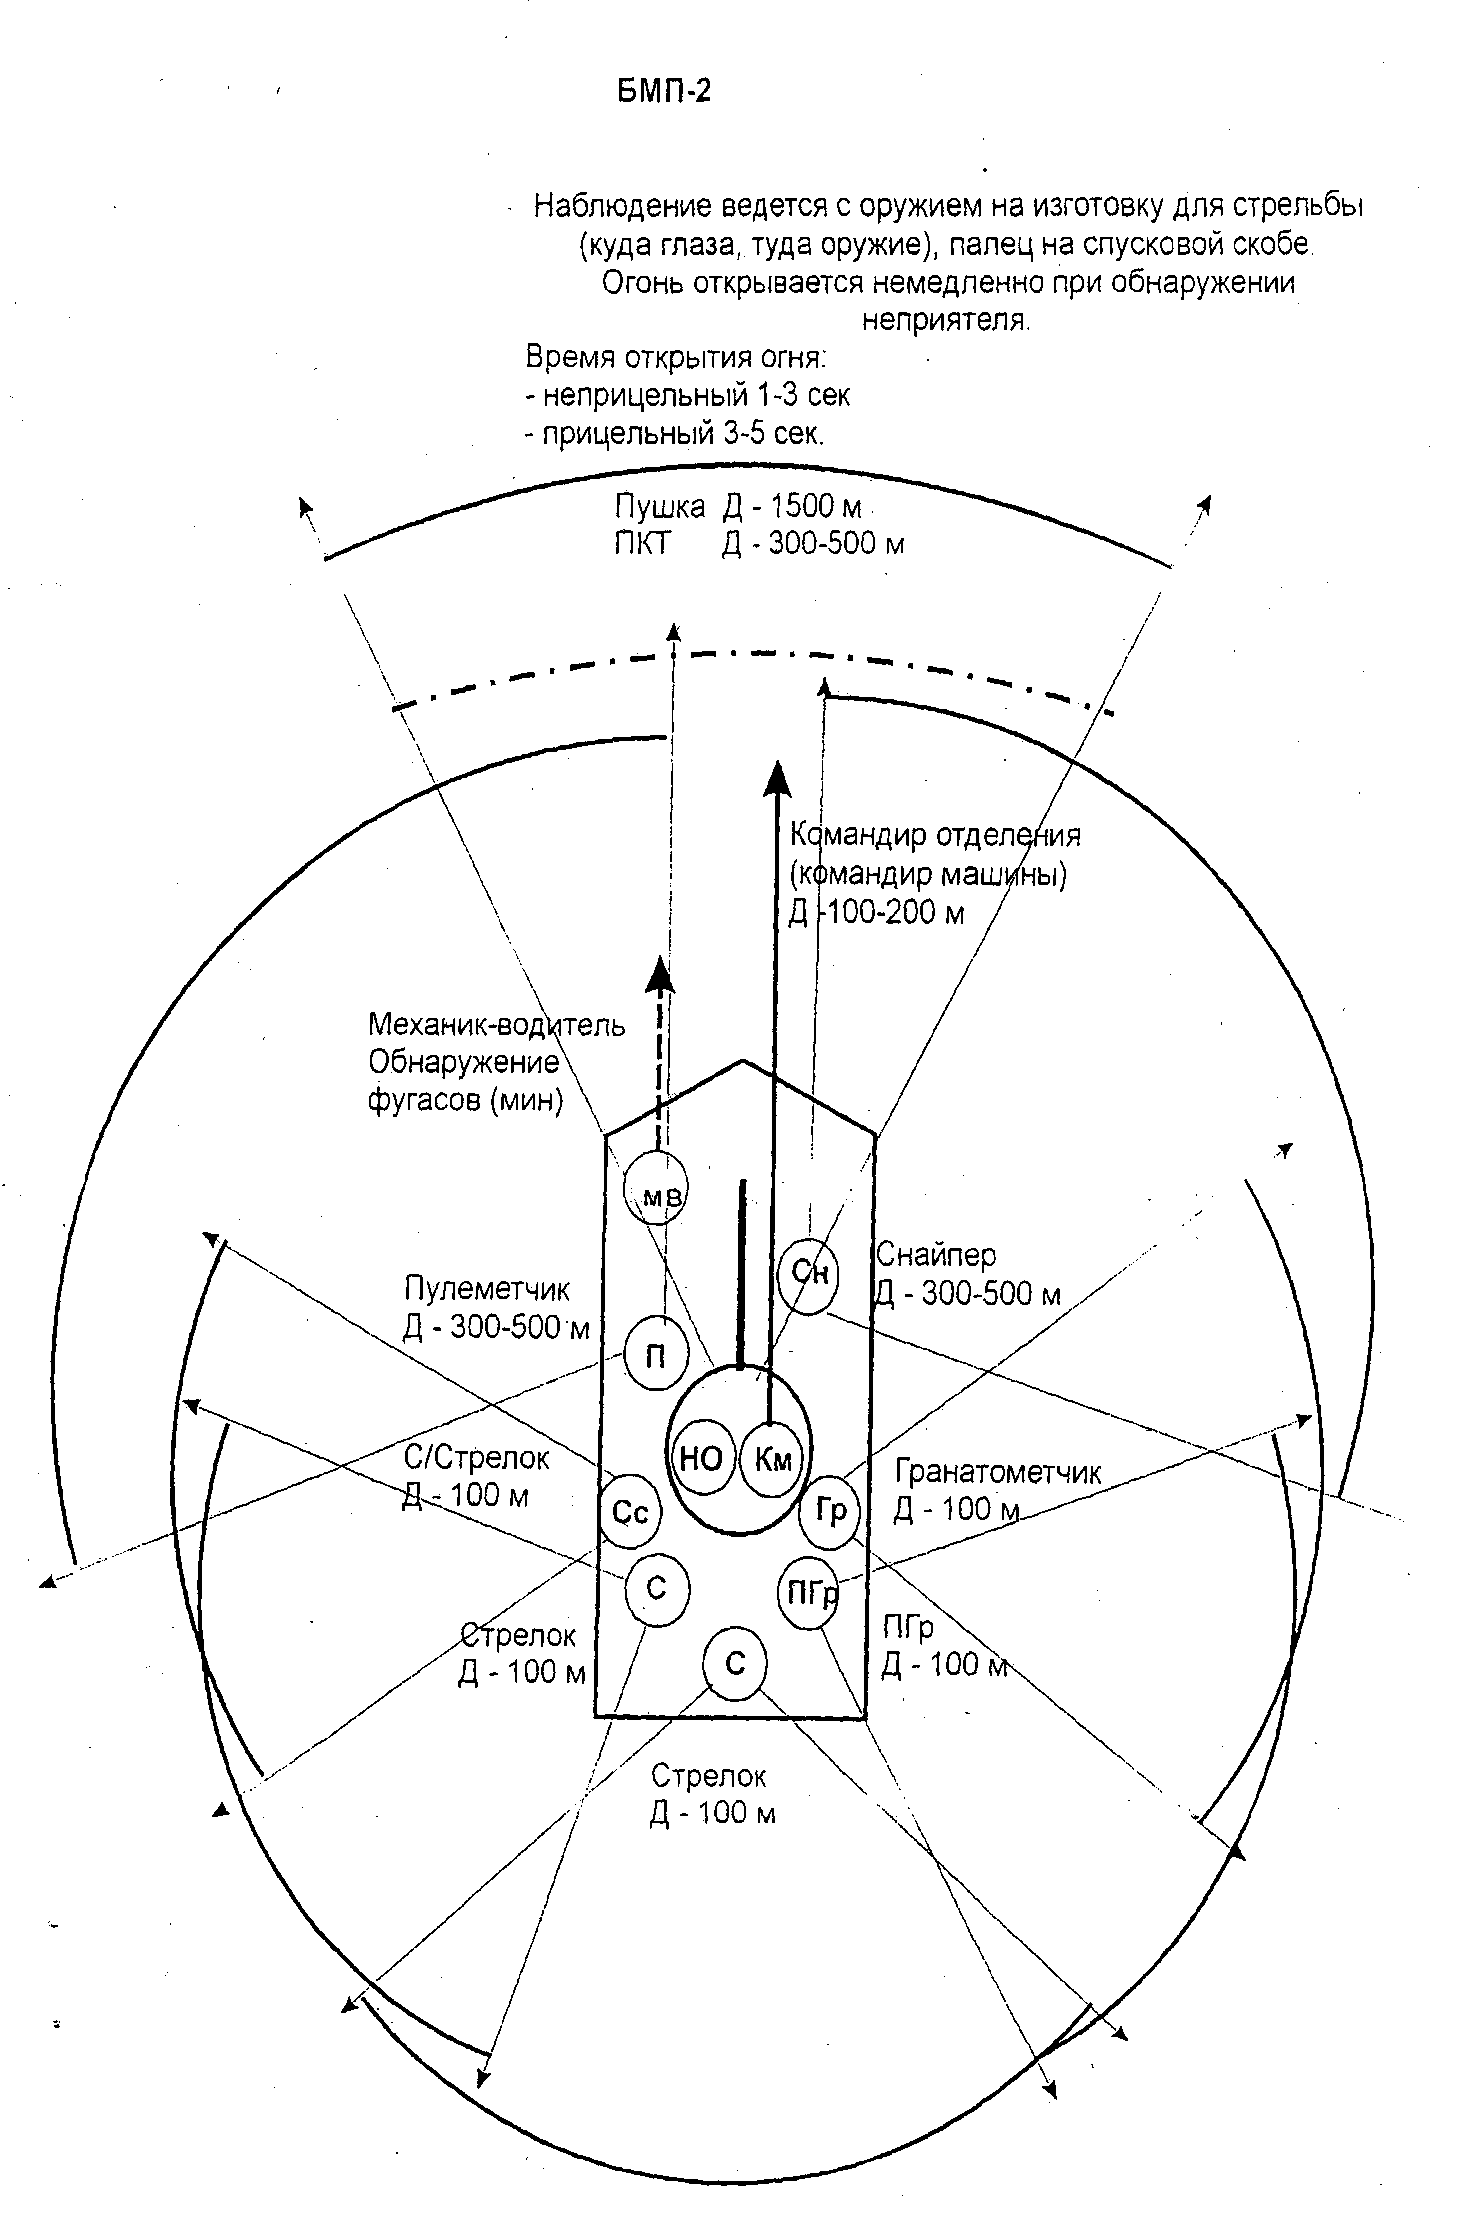 БМП-2
Наблюдение ведется с оружием на изготовку для стрельбы
(куда глаза, туда оружие), палец на спусковой скобе.
Огонь открывается немедленно при обнаружении
неприятеля.
Время открытия огня:
- неприцельный 1-3 сек
- прицельный 3-5 сек.
Пушка Д - 1500 м
ПКТ Д - 300-500 м
Командир отделения
(командир машины)
Д -100-200 м
Механик-водитель
Обнаружение
фугасов (мин)
мв
Сн
Снайпер
Д - 300-500 м
Пулеметчик
Д - 300-500 м
П
НО
Км
С/Стрелок
Д - 100 м
Гранатометчик
Д - 100 м
Сс
Гр
С
ПГр
Стрелок
Д - 100 м
ПГр
Д - 100 м
С
Стрелок
Д - 100 м